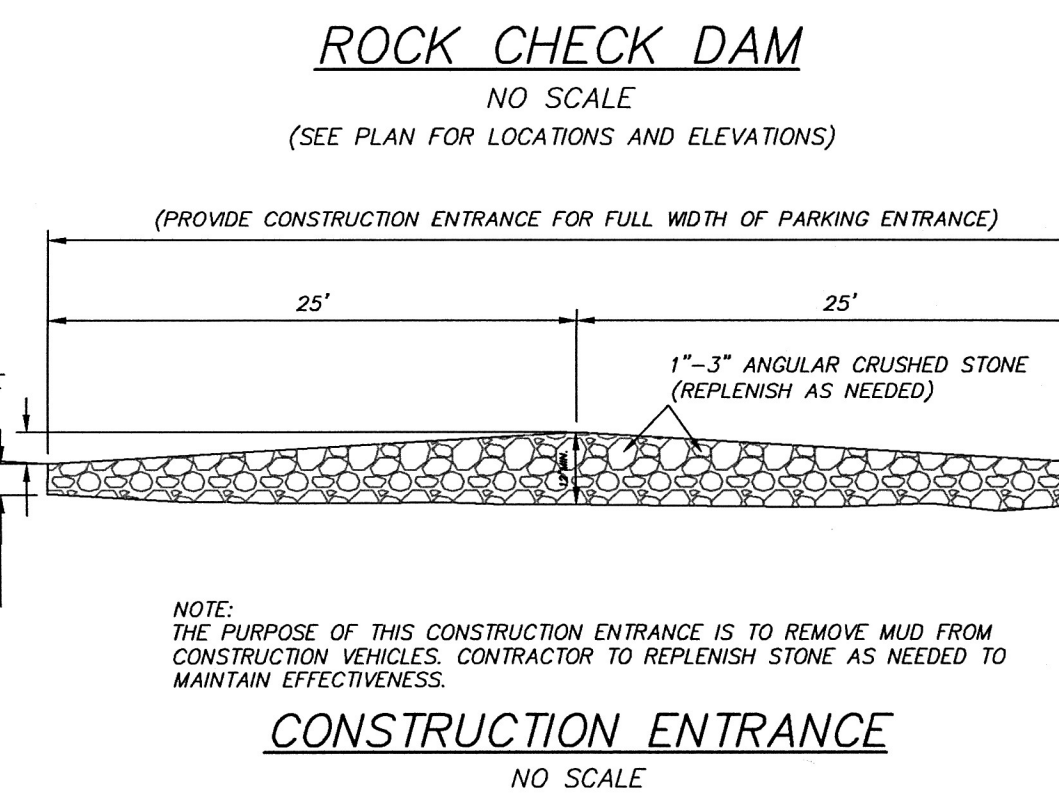 ROCK CHECK DAM
NO SCALE
(SEE PLAN FOR LOCATIONS AND ELEVATIONS)
(PROVIDE CONSTRUCTION ENTRANCE FOR FULL WIDTH OF PARKING ENTRANCE)
25'
25'
1"-3" ANGULAR CRUSHED STONE
(REPLENISH AS NEEDED)
12"MIN.
NOTE:
THE PURPOSE OF THIS CONSTRUCTION ENTRANCE IS TO REMOVE MUD FROM
CONSTRUCTION VEHICLES. CONTRACTOR TO REPLENISH STONE AS NEEDED TO
MAINTAIN EFFECTIVENESS.
CONSTRUCTION ENTRANCE
NO SCALE